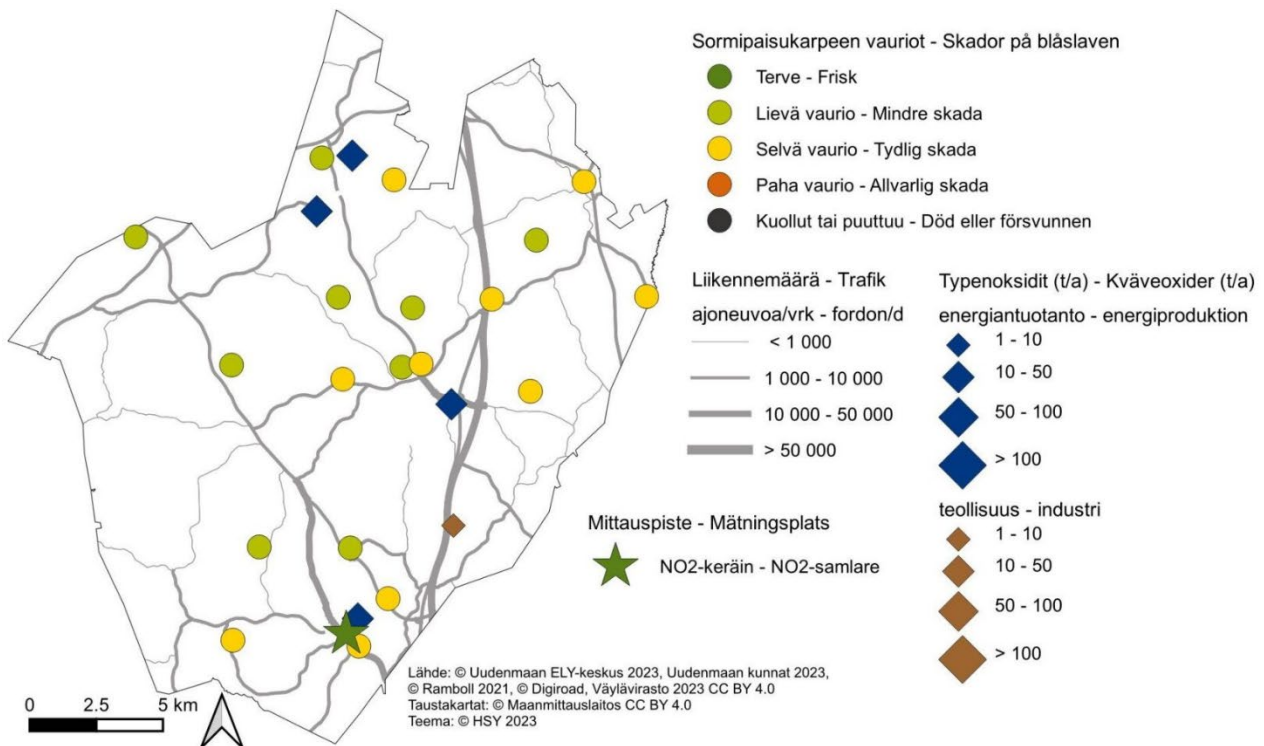 Sormipaisukarpeen vauriot - Skador på blåslaven
Terve - Frisk
Lievä vaurio - Mindre skada
Selvä vaurio - Tydlig skada
Paha vaurio - Allvarlig skada
Kuollut tai puuttuu - Död eller försvunnen
Liikennemäärä - Trafik
ajoneuvoa/vrk - fordon/d
< 1 000
1 000 - 10 000
10 000 - 50 000
> 50 000
Typenoksidit (t/a) - Kväveoxider (t/a)
energiantuotanto - energiproduktion
1 - 10
10 - 50
50 - 100
> 100
teollisuus - industri
1 - 10
10 - 50
50 - 100
> 100
Mittauspiste - Mätningsplats
NO2-keräin - NO2-samlare
Lähde: © Uudenmaan ELY-keskus 2023, Uudenmaan kunnat 2023,
© Ramboll 2021, © Digiroad, Väylävirasto 2023 CC BY 4.0
Taustakartat: © Maanmittauslaitos CC BY 4.0
Teema: © HSY 2023
0 2.5 5 km